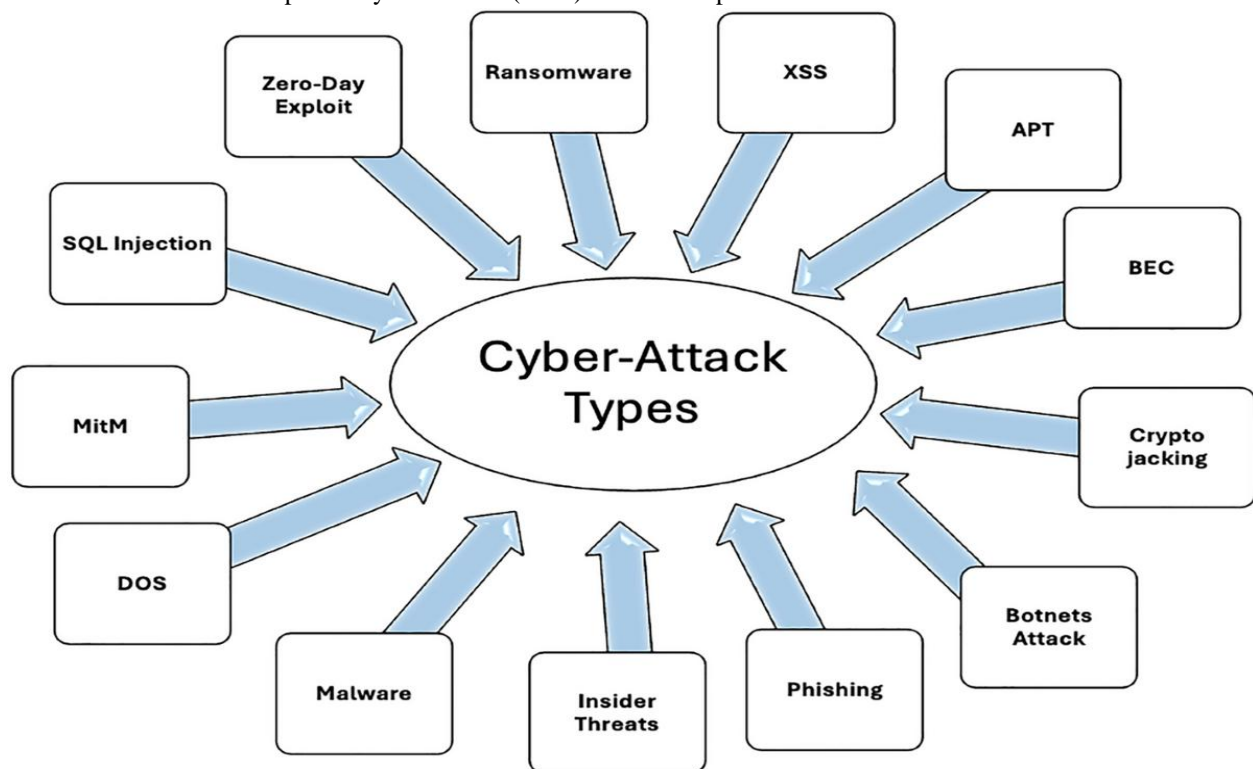 Ransomware
XSS
Zero-Day
Exploit
APT
SQL Injection
BEC
Cyber-Attack
Types
MitM
Crypto
jacking
DOS
Botnets
Attack
Malware
Insider
Threats
Phishing